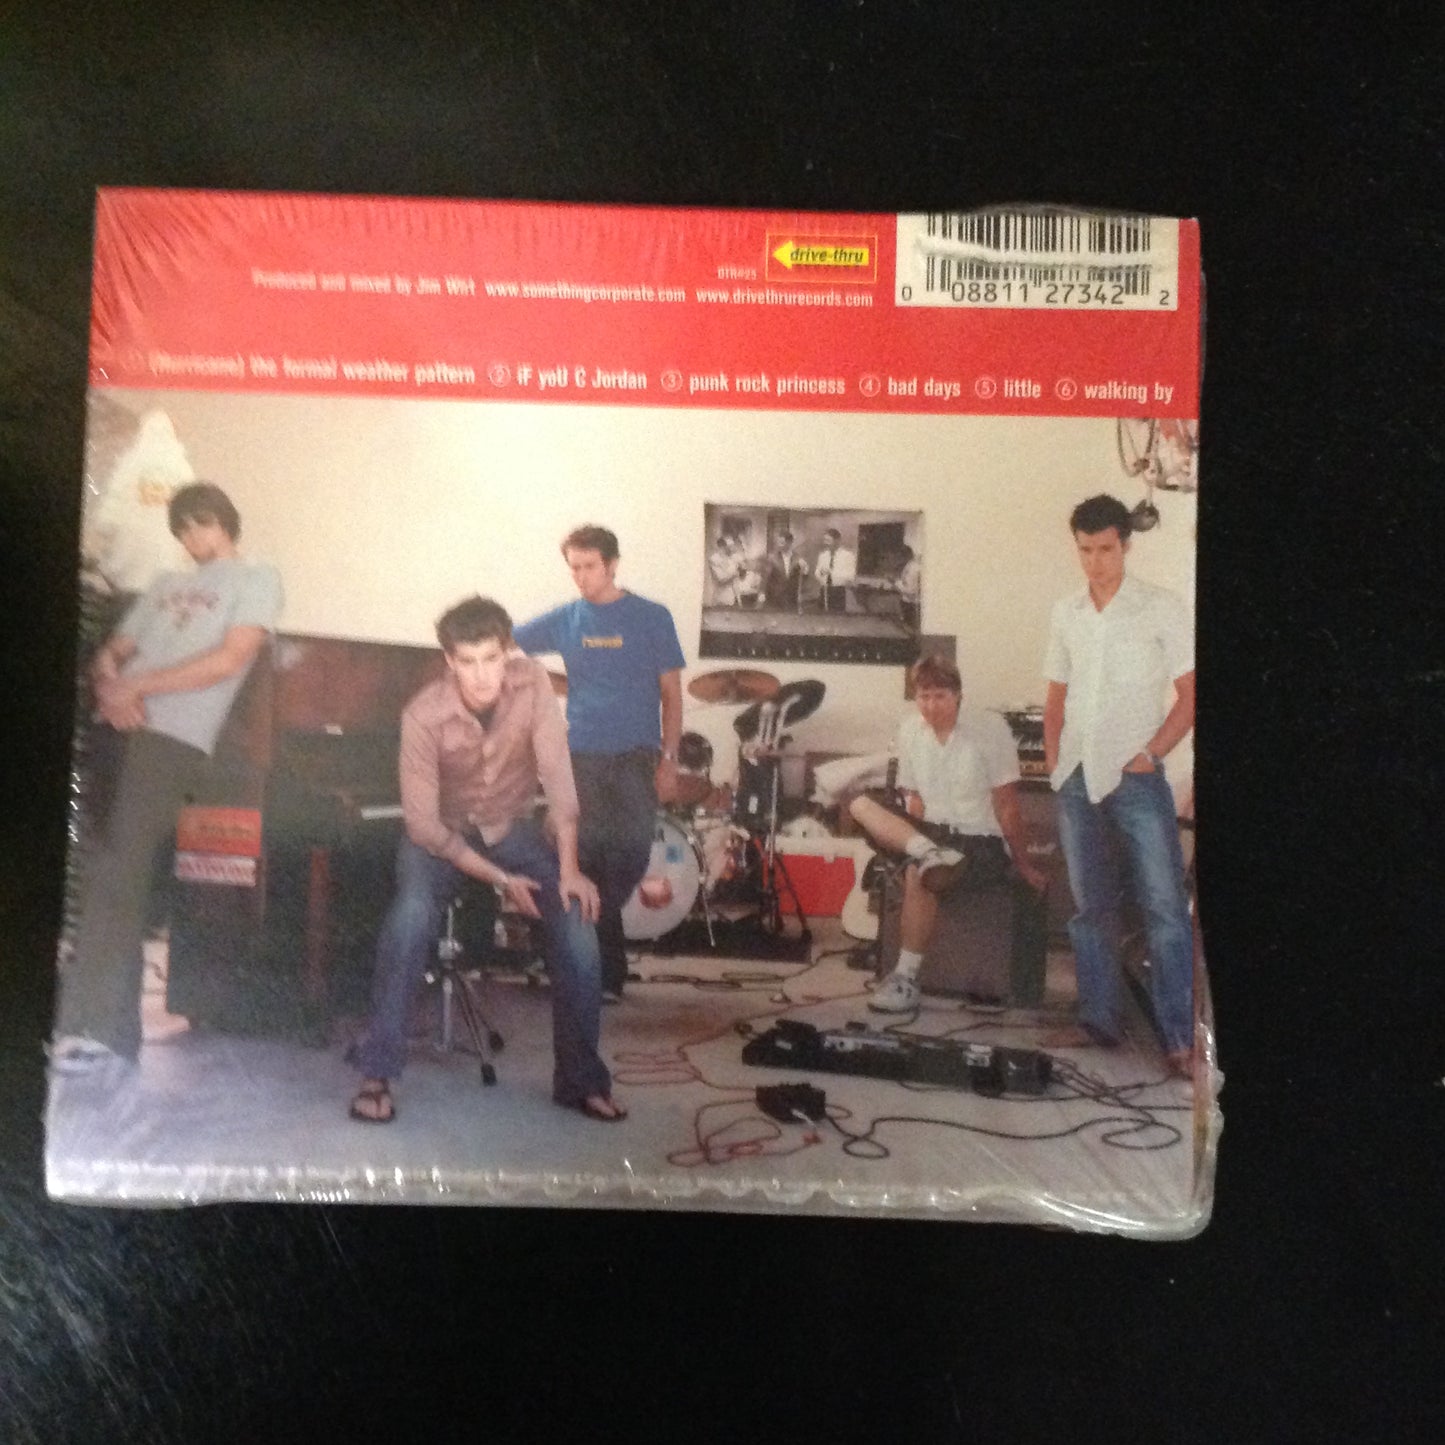 drive-thru
DTR#25
Produced and mixed by Jim Wirt www.somethingcorporate.com www.drivethrurecords.com
0 08811 27342 2
1 (Hurricane) the formal weather pattern 2 iF yoU C Jordan 3 punk rock princess 4 bad days 5 little 6 walking by